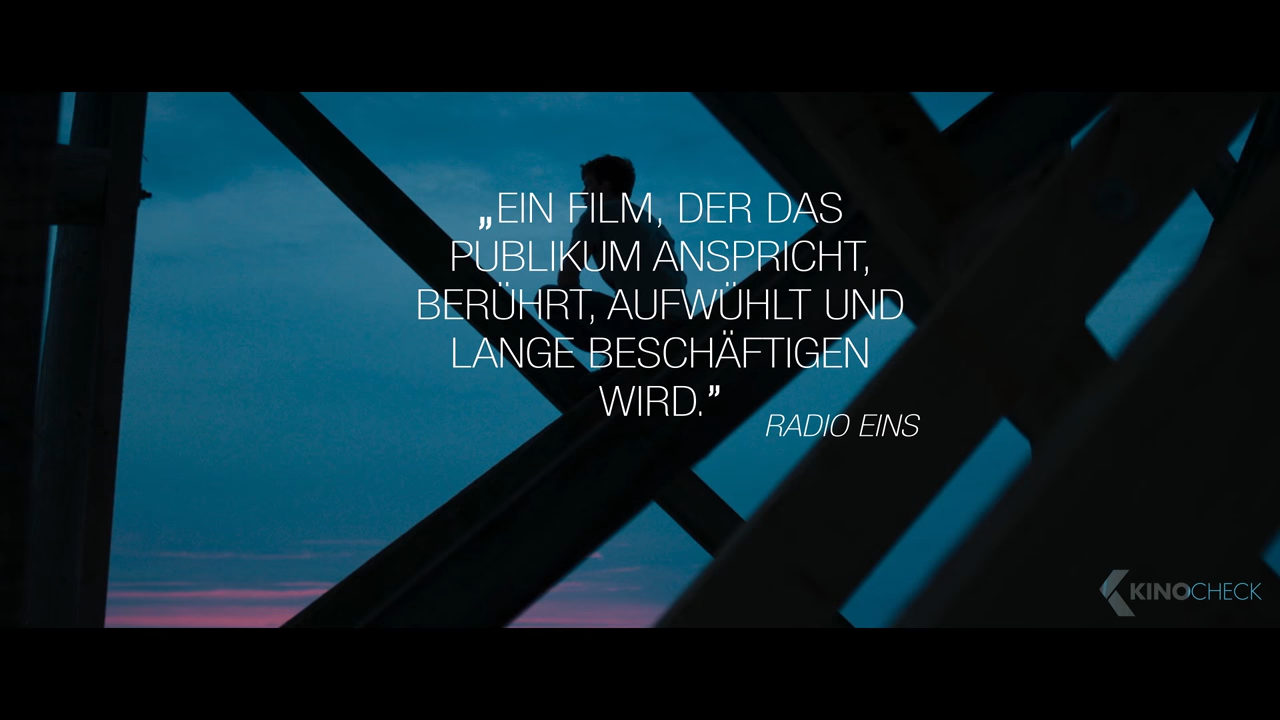 „EIN FILM, DER DAS
PUBLIKUM ANSPRICHT,
BERÜHRT, AUFWÜHLT UND
LANGE BESCHÄFTIGEN
WIRD.”
RADIO EINS
KINOCHECK